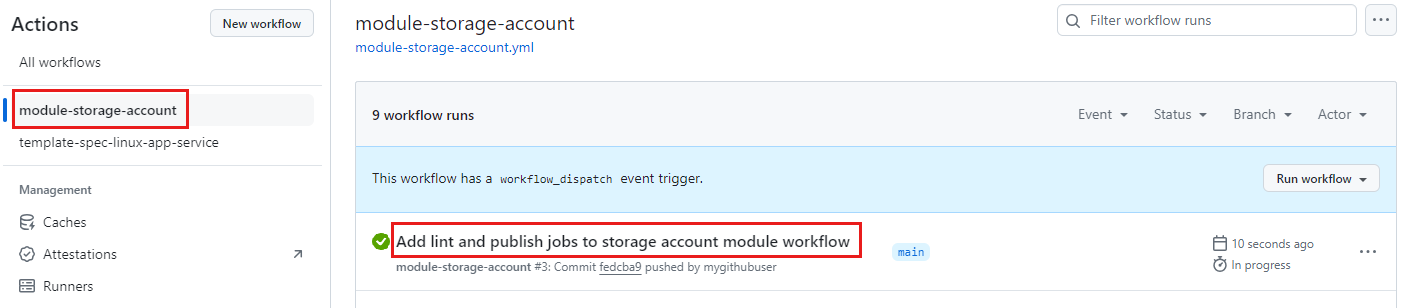 Actions
New workflow
All workflows
module-storage-account
template-spec-linux-app-service
Management
Caches
Attestations
Runners
module-storage-account
module-storage-account.yml
Filter workflow runs
9 workflow runs
Event Status Branch Actor
This workflow has a workflow_dispatch event trigger.
Run workflow
Add lint and publish jobs to storage account module workflow
main
10 seconds ago
module-storage-account #3: Commit fedcba9 pushed by mygithubuser
In progress